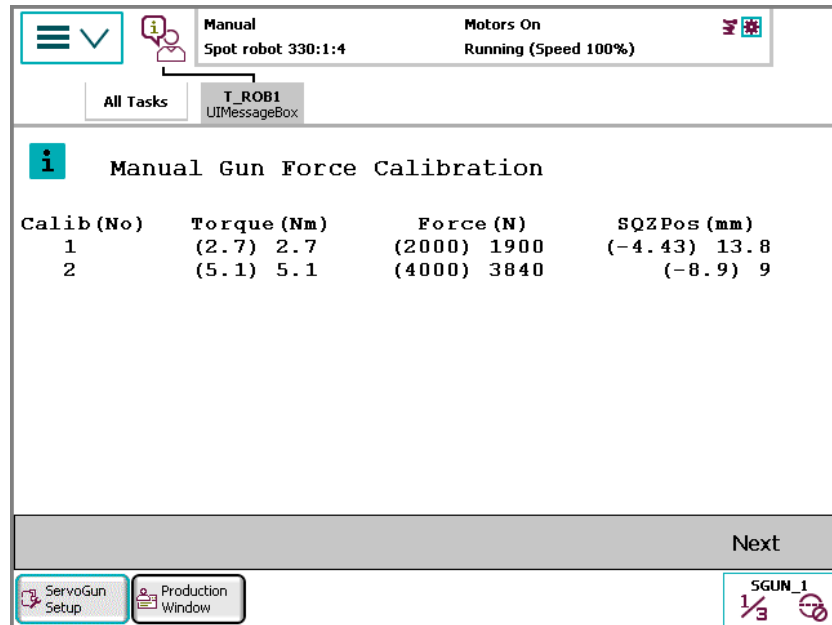 Manual
Motors On
Spot robot 330:1:4
Running (Speed 100%)
All Tasks
T_ROB1
UIMessageBox
Manual Gun Force Calibration
Calib(No) Torque(Nm) Force(N) SQZPos(mm)
1 (2.7) 2.7 (2000) 1900 (-4.43) 13.8
2 (5.1) 5.1 (4000) 3840 (-8.9) 9
Next
ServoGun
Setup
Production
Window
SGUN_1
1/3